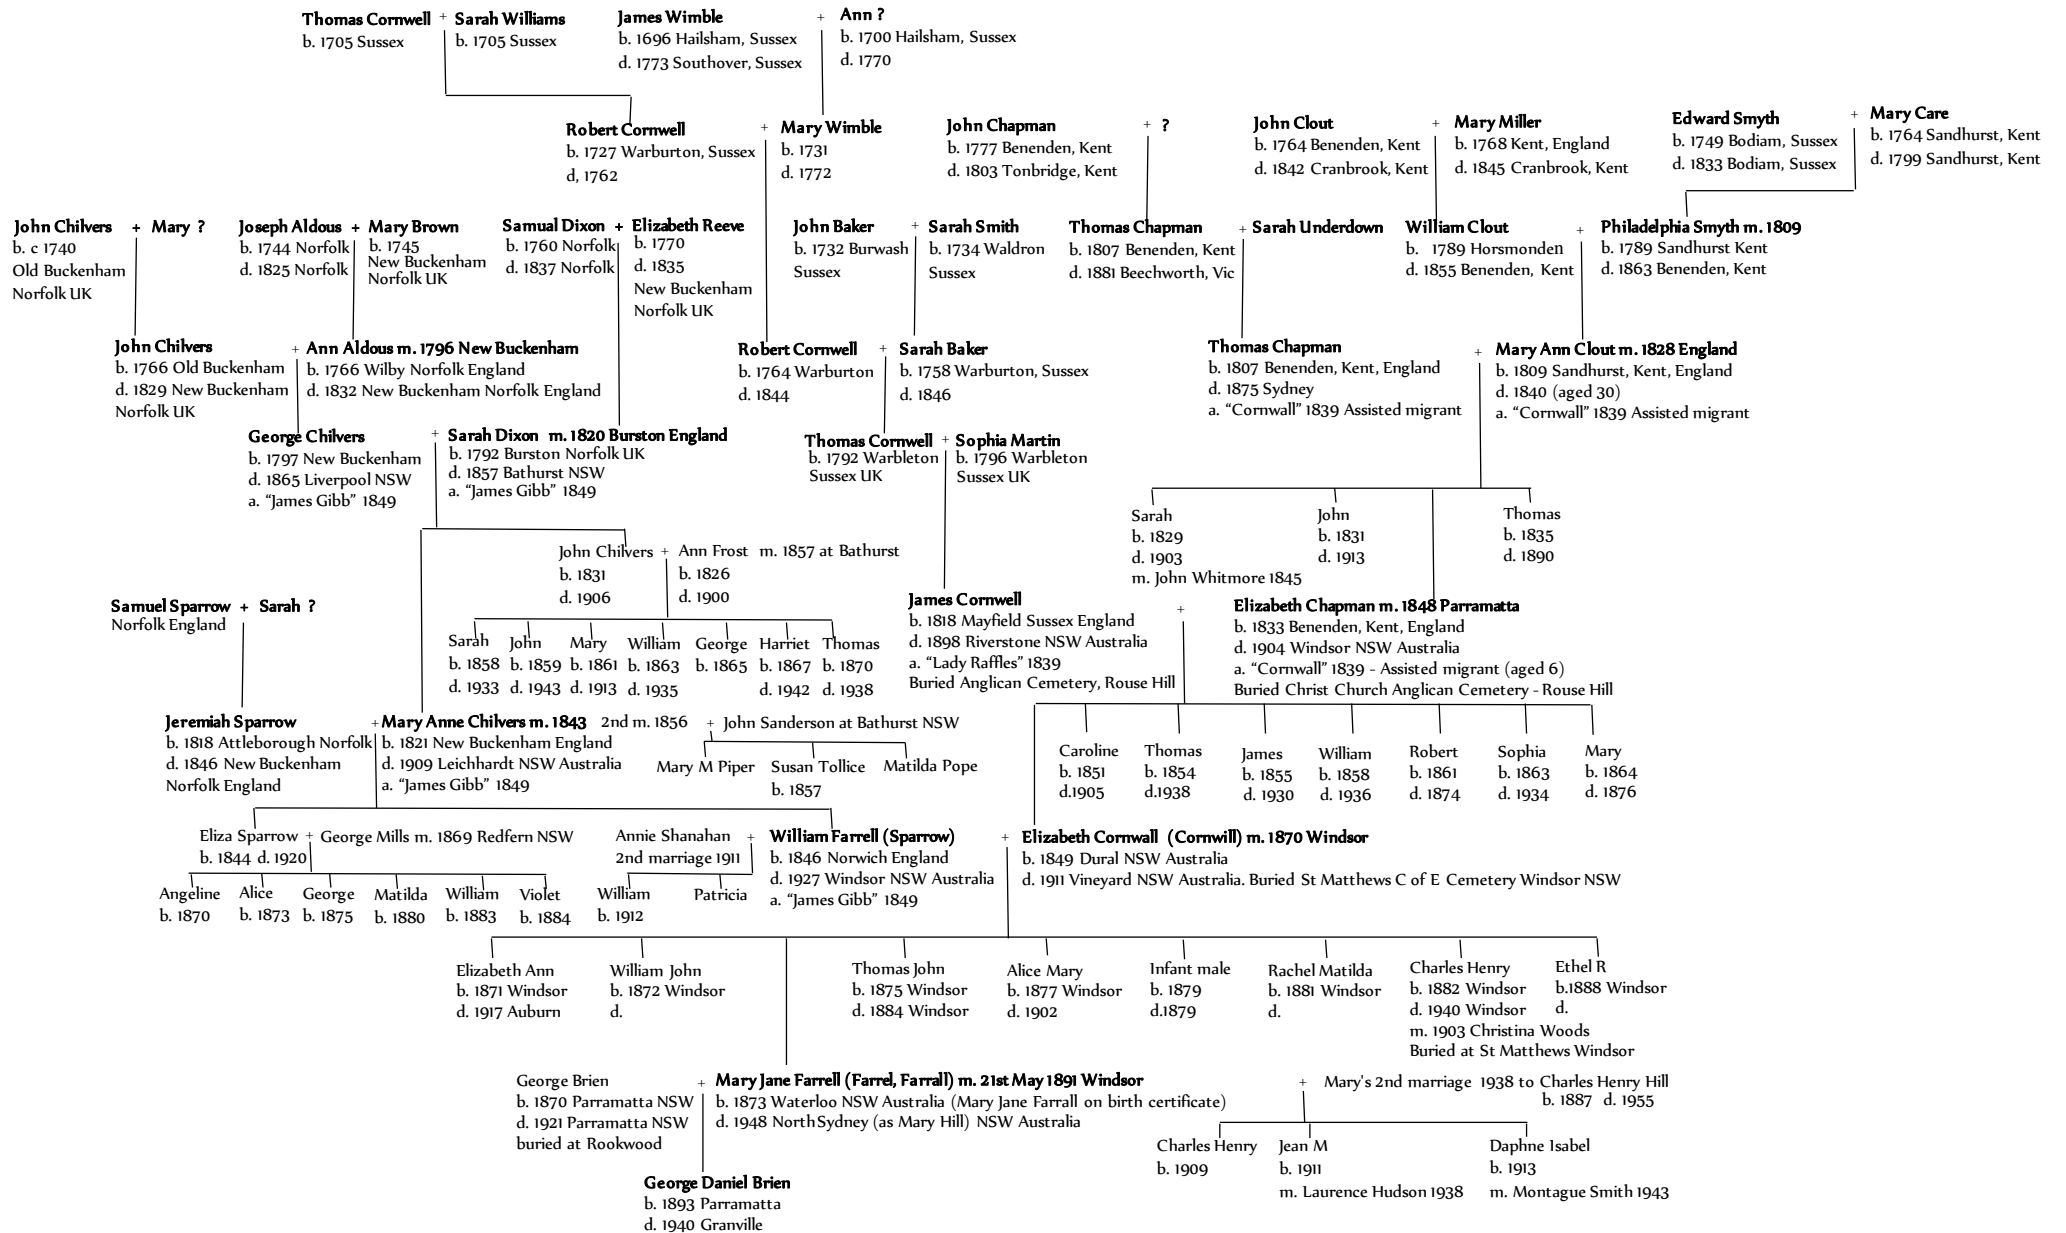 Thomas Cornwell + Sarah Williams
b. 1705 Sussex
b. 1705 Sussex
James Wimble + Ann ?
b. 1696 Hailsham, Sussex
d. 1773 Southover, Sussex
b. 1700 Hailsham, Sussex
d. 1770
Robert Cornwell + Mary Wimble
b. 1727 Warburton, Sussex
d, 1762
b. 1731
d. 1772
John Chapman + ?
b. 1777 Benenden, Kent
d. 1803 Tonbridge, Kent
John Clout + Mary Miller
b. 1764 Benenden, Kent
d. 1842 Cranbrook, Kent
b. 1768 Kent, England
d. 1845 Cranbrook, Kent
Edward Smyth + Mary Care
b. 1749 Bodiam, Sussex
d. 1833 Bodiam, Sussex
b. 1764 Sandhurst, Kent
d. 1799 Sandhurst, Kent
John Chilvers + Mary ?
b. c 1740
Old Buckenham
Norfolk UK
Joseph Aldous + Mary Brown
b. 1744 Norfolk
d. 1825 Norfolk
b. 1745
New Buckenham
Norfolk UK
Samual Dixon + Elizabeth Reeve
b. 1760 Norfolk
d. 1837 Norfolk
b. 1770
d. 1835
New Buckenham
Norfolk UK
John Baker + Sarah Smith
b. 1732 Burwash
Sussex
b. 1734 Waldron
Sussex
Thomas Chapman + Sarah Underdown
b. 1807 Benenden, Kent
d. 1881 Beechworth, Vic
William Clout + Philadelphia Smyth m. 1809
b. 1789 Horsmonden
d. 1855 Benenden, Kent
b. 1789 Sandhurst Kent
d. 1863 Benenden, Kent
John Chilvers + Ann Aldous m. 1796 New Buckenham
b. 1766 Old Buckenham
d. 1829 New Buckenham
Norfolk UK
b. 1766 Wilby Norfolk England
d. 1832 New Buckenham Norfolk England
Robert Cornwell + Sarah Baker
b. 1764 Warburton
d. 1844
b. 1758 Warburton, Sussex
d. 1846
Thomas Chapman + Mary Ann Clout m. 1828 England
b. 1807 Benenden, Kent, England
d. 1875 Sydney
a. “Cornwall” 1839 Assisted migrant
b. 1809 Sandhurst, Kent, England
d. 1840 (aged 30)
a. “Cornwall” 1839 Assisted migrant
George Chilvers + Sarah Dixon m. 1820 Burston England
b. 1797 New Buckenham
d. 1865 Liverpool NSW
a. “James Gibb” 1849
b. 1792 Burston Norfolk UK
d. 1857 Bathurst NSW
a. “James Gibb” 1849
Thomas Cornwell + Sophia Martin
b. 1792 Warbleton
Sussex UK
b. 1796 Warbleton
Sussex UK
Sarah
b. 1829
d. 1903
m. John Whitmore 1845
John
b. 1831
d. 1913
Thomas
b. 1835
d. 1890
John Chilvers + Ann Frost m. 1857 at Bathurst
b. 1831
d. 1906
b. 1826
d. 1900
Samuel Sparrow + Sarah ?
Norfolk England
Sarah
b. 1858
d. 1933
John
b. 1859
d. 1943
Mary
b. 1861
d. 1913
William
b. 1863
d. 1935
George
b. 1865
Harriet
b. 1867
d. 1942
Thomas
b. 1870
d. 1938
James Cornwell + Elizabeth Chapman m. 1848 Parramatta
b. 1818 Mayfield Sussex England
d. 1898 Riverstone NSW Australia
a. “Lady Raffles” 1839
Buried Anglican Cemetery, Rouse Hill
b. 1833 Benenden, Kent, England
d. 1904 Windsor NSW Australia
a. “Cornwall” 1839 - Assisted migrant (aged 6)
Buried Christ Church Anglican Cemetery - Rouse Hill
Jeremiah Sparrow + Mary Anne Chilvers m. 1843 2nd m. 1856 + John Sanderson at Bathurst NSW
b. 1818 Attleborough Norfolk
d. 1846 New Buckenham
Norfolk England
b. 1821 New Buckenham England
d. 1909 Leichhardt NSW Australia
a. “James Gibb” 1849
Mary M Piper
Susan Tollice
b. 1857
Matilda Pope
Caroline
b. 1851
d.1905
Thomas
b. 1854
d.1938
James
b. 1855
d. 1930
William
b. 1858
d. 1936
Robert
b. 1861
d. 1874
Sophia
b. 1863
d. 1934
Mary
b. 1864
d. 1876
Eliza Sparrow + George Mills m. 1869 Redfern NSW
b. 1844 d. 1920
Annie Shanahan + William Farrell (Sparrow) + Elizabeth Cornwall (Cornwill) m. 1870 Windsor
2nd marriage 1911
b. 1846 Norwich England
d. 1927 Windsor NSW Australia
a. “James Gibb” 1849
b. 1849 Dural NSW Australia
d. 1911 Vineyard NSW Australia. Buried St Matthews C of E Cemetery Windsor NSW
Angeline
b. 1870
Alice
b. 1873
George
b. 1875
Matilda
b. 1880
William
b. 1883
Violet
b. 1884
William
b. 1912
Patricia
Elizabeth Ann
b. 1871 Windsor
d. 1917 Auburn
William John
b. 1872 Windsor
d.
Thomas John
b. 1875 Windsor
d. 1884 Windsor
Alice Mary
b. 1877 Windsor
d. 1902
Infant male
b. 1879
d.1879
Rachel Matilda
b. 1881 Windsor
d.
Charles Henry
b. 1882 Windsor
d. 1940 Windsor
m. 1903 Christina Woods
Buried at St Matthews Windsor
Ethel R
b.1888 Windsor
d.
George Brien + Mary Jane Farrell (Farrel, Farrall) m. 21st May 1891 Windsor + Mary's 2nd marriage 1938 to Charles Henry Hill
b. 1870 Parramatta NSW
d. 1921 Parramatta NSW
buried at Rookwood
b. 1873 Waterloo NSW Australia (Mary Jane Farrall on birth certificate)
d. 1948 North Sydney (as Mary Hill) NSW Australia
b. 1887 d. 1955
Charles Henry
b. 1909
Jean M
b. 1911
m. Laurence Hudson 1938
Daphne Isabel
b. 1913
m. Montague Smith 1943
George Daniel Brien
b. 1893 Parramatta
d. 1940 Granville